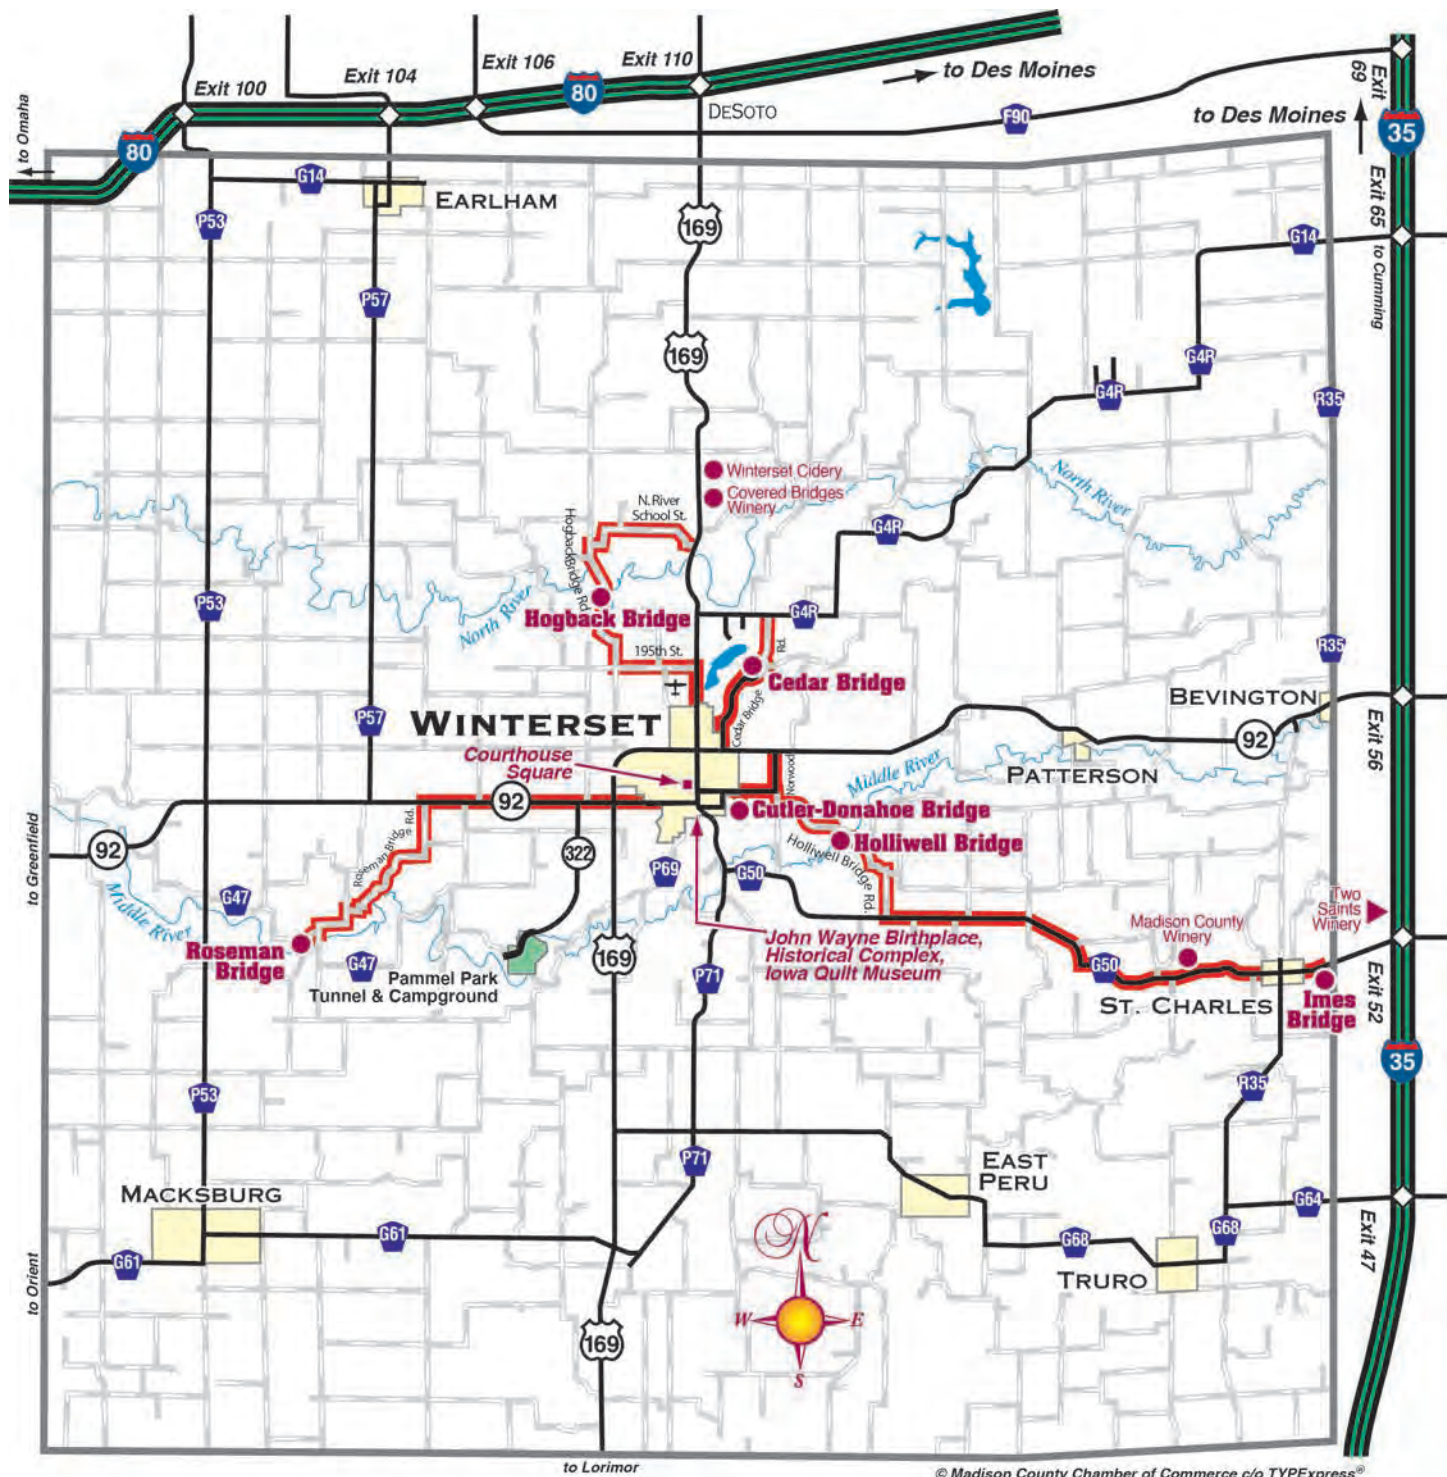 Exit 100
Exit 104
Exit 106
Exit 110
80
to Des Moines
Exit 69
to Omaha
80
DeSoto
F90
to Des Moines
35
G14
P53
EARLHAM
169
Exit 65
to Cumming
G14
P57
169
G4R
G4R
R35
Winterset Cidery
Covered Bridges
Winery
N. River
School St.
Hogback Bridge Rd.
North River
G4R
P53
North River
Hogback Bridge
G4R
195th St.
Rd.
Cedar Bridge
Cedar Bridge
R35
BEVINGTON
P57
WINTERSET
Courthouse
Square
Norwood
Middle River
PATTERSON
92
Exit 56
92
Cutler-Donahoe Bridge
Roseman Bridge Rd.
322
Holliwell Bridge
Holliwell Bridge Rd.
92
to Greenfield
P69
G50
Middle River
G47
Roseman
Bridge
G47
Pammel Park
Tunnel & Campground
169
John Wayne Birthplace,
Historical Complex,
Iowa Quilt Museum
P71
Madison County
Winery
Two
Saints
Winery
G50
ST. CHARLES
Imes
Bridge
Exit 52
35
P53
R35
P71
EAST
PERU
MACKSBURG
G61
G61
G68
G68
G64
TRURO
Exit 47
to Orient
N
W
E
S
169
to Lorimor
© Madison County Chamber of Commerce c/o TYPExpress®